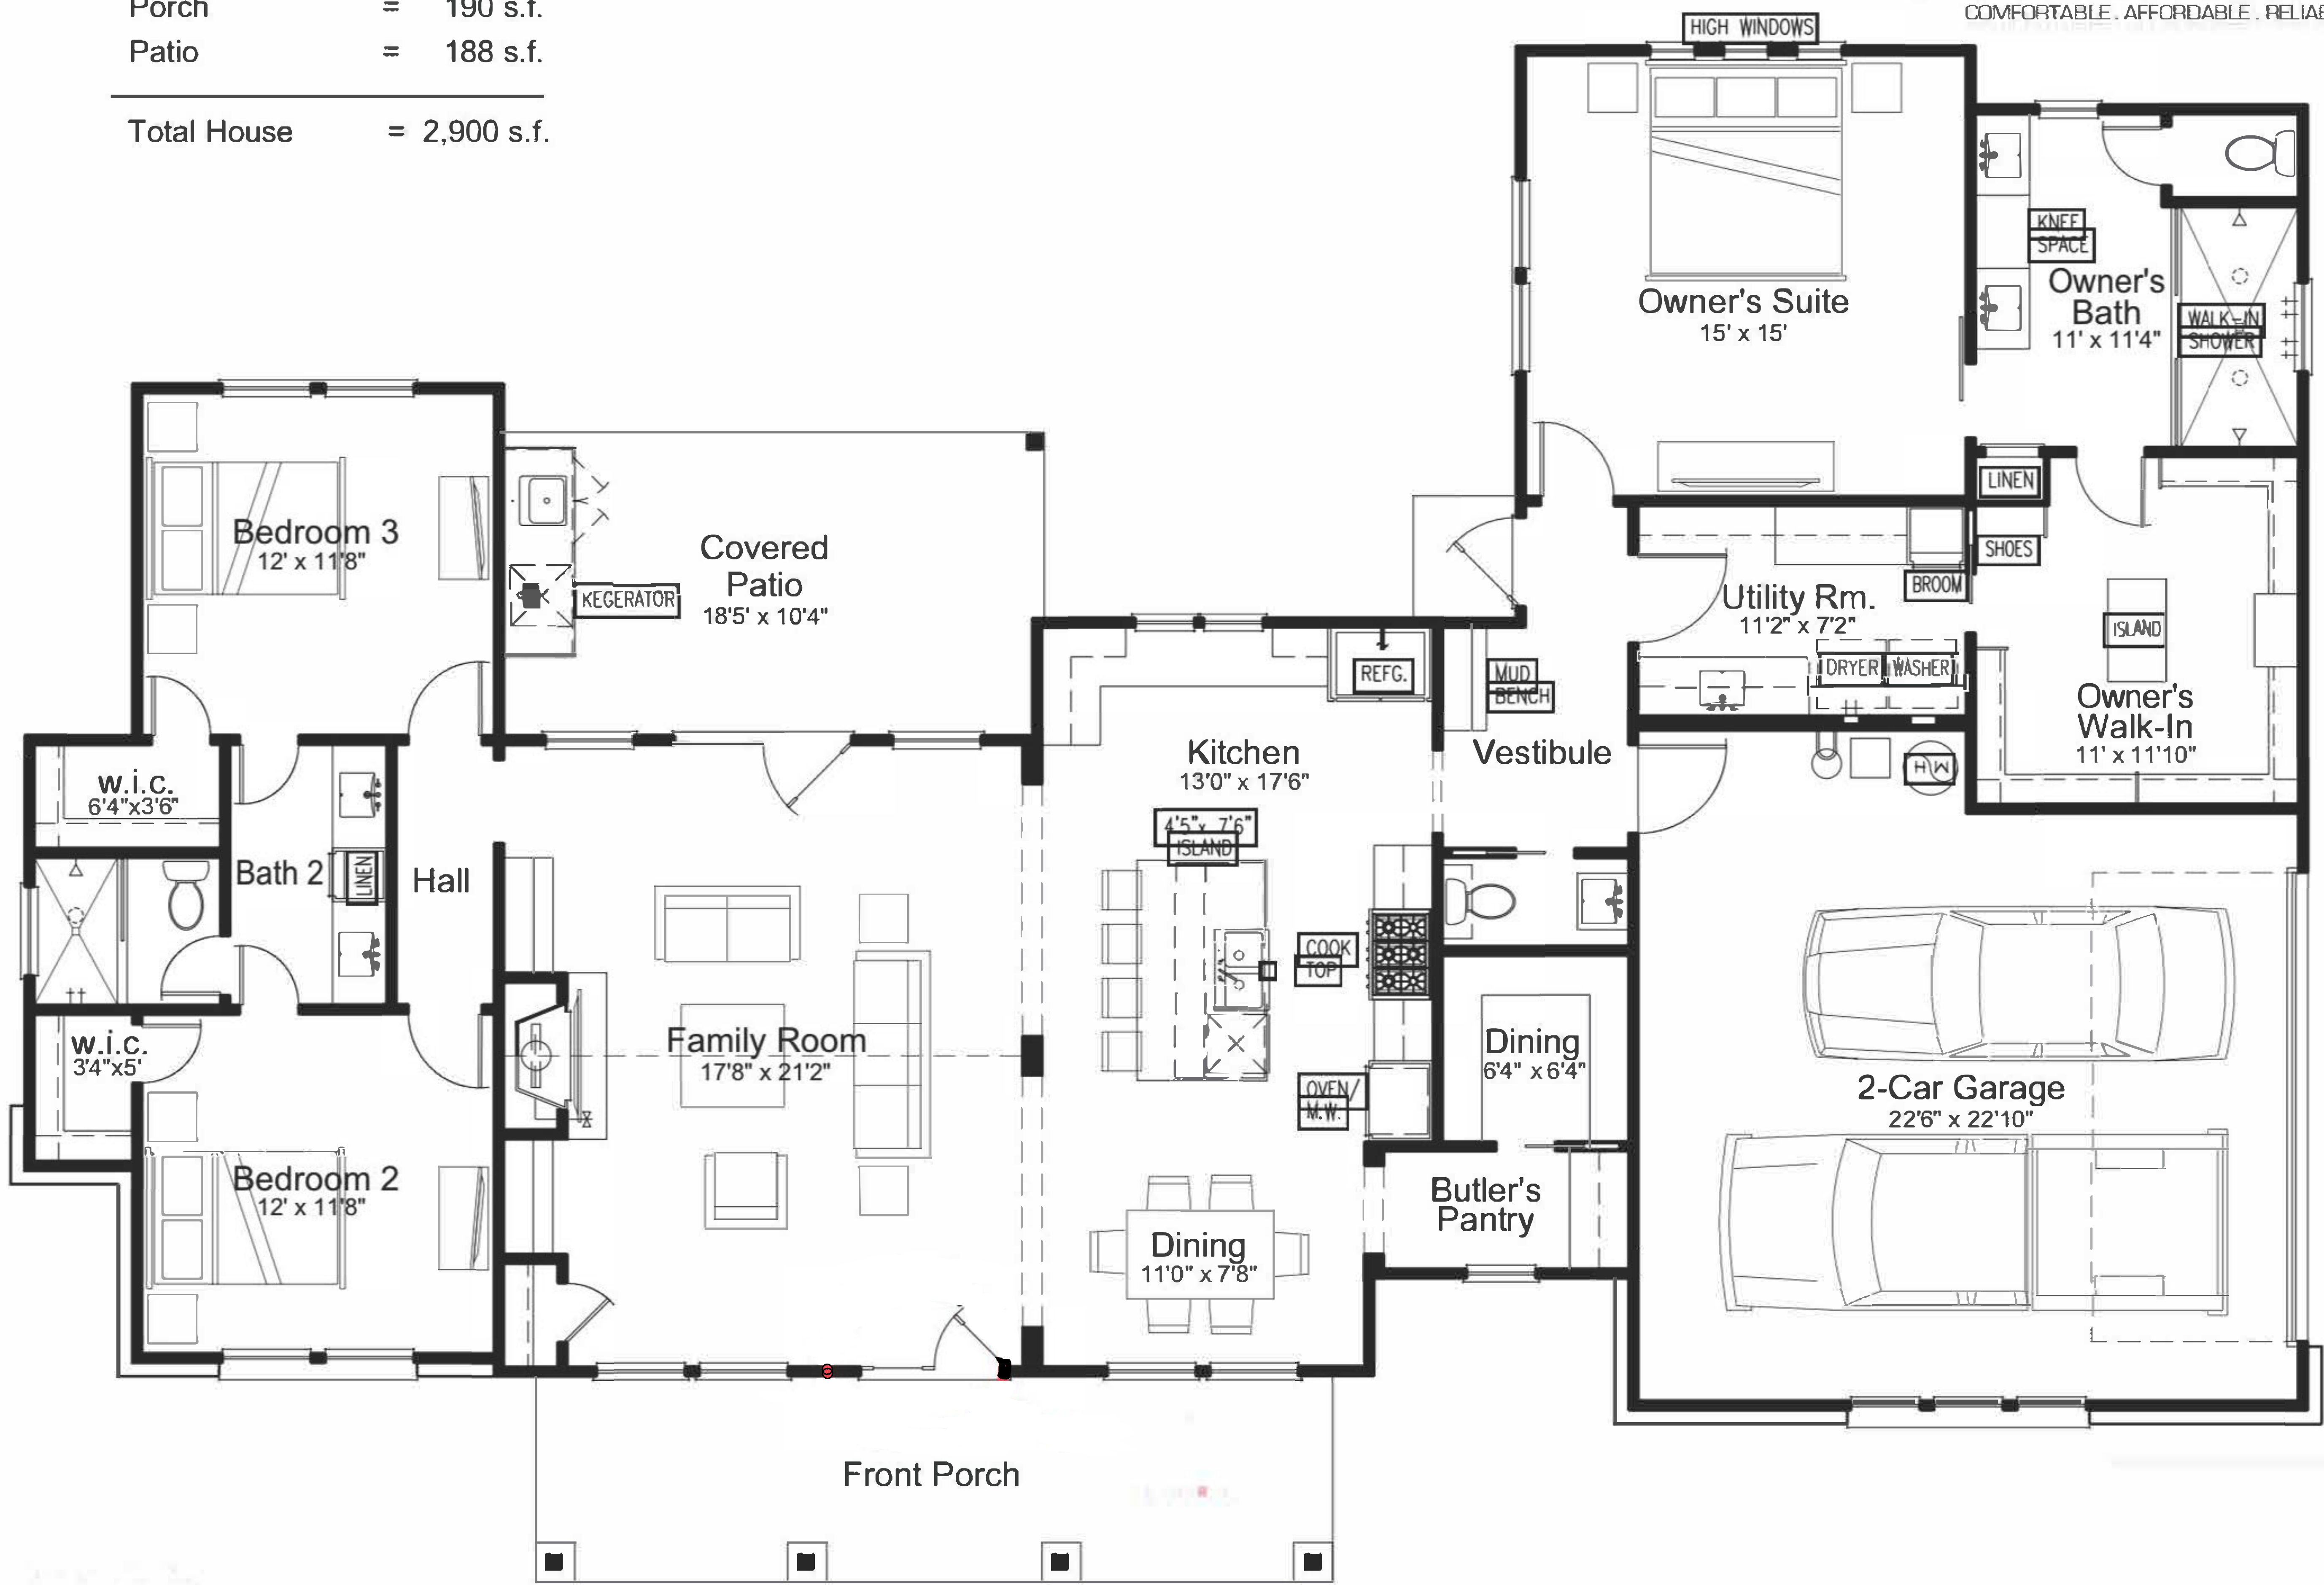 Porch = 190 s.f.
Patio = 188 s.f.
Total House = 2,900 s.f.
HIGH WINDOWS
Owner's Suite
15' x 15'
KNEE
SPACE
Owner's
Bath
11' x 11'4"
WALK-IN
SHOWER
LINEN
SHOES
BROOM
Utility Rm.
11'2" x 7'2"
DRYER WASHER
ISLAND
Owner's
Walk-In
11' x 11'10"
Bedroom 3
12' x 11'8"
KEGERATOR
Covered
Patio
18'5' x 10'4"
REFG.
MUD
BENCH
Vestibule
Kitchen
13'0" x 17'6"
4'5"x 7'6"
ISLAND
w.i.c.
6'4"x3'6"
Bath 2
LINEN
Hall
COOK
TOP
OVEN/
M.W.
Family Room
17'8" x 21'2"
Dining
6'4" x 6'4"
WH
2-Car Garage
22'6" x 22'10"
w.i.c.
3'4"x5'
Bedroom 2
12' x 11'8"
Butler's
Pantry
Dining
11'0" x 7'8"
Front Porch